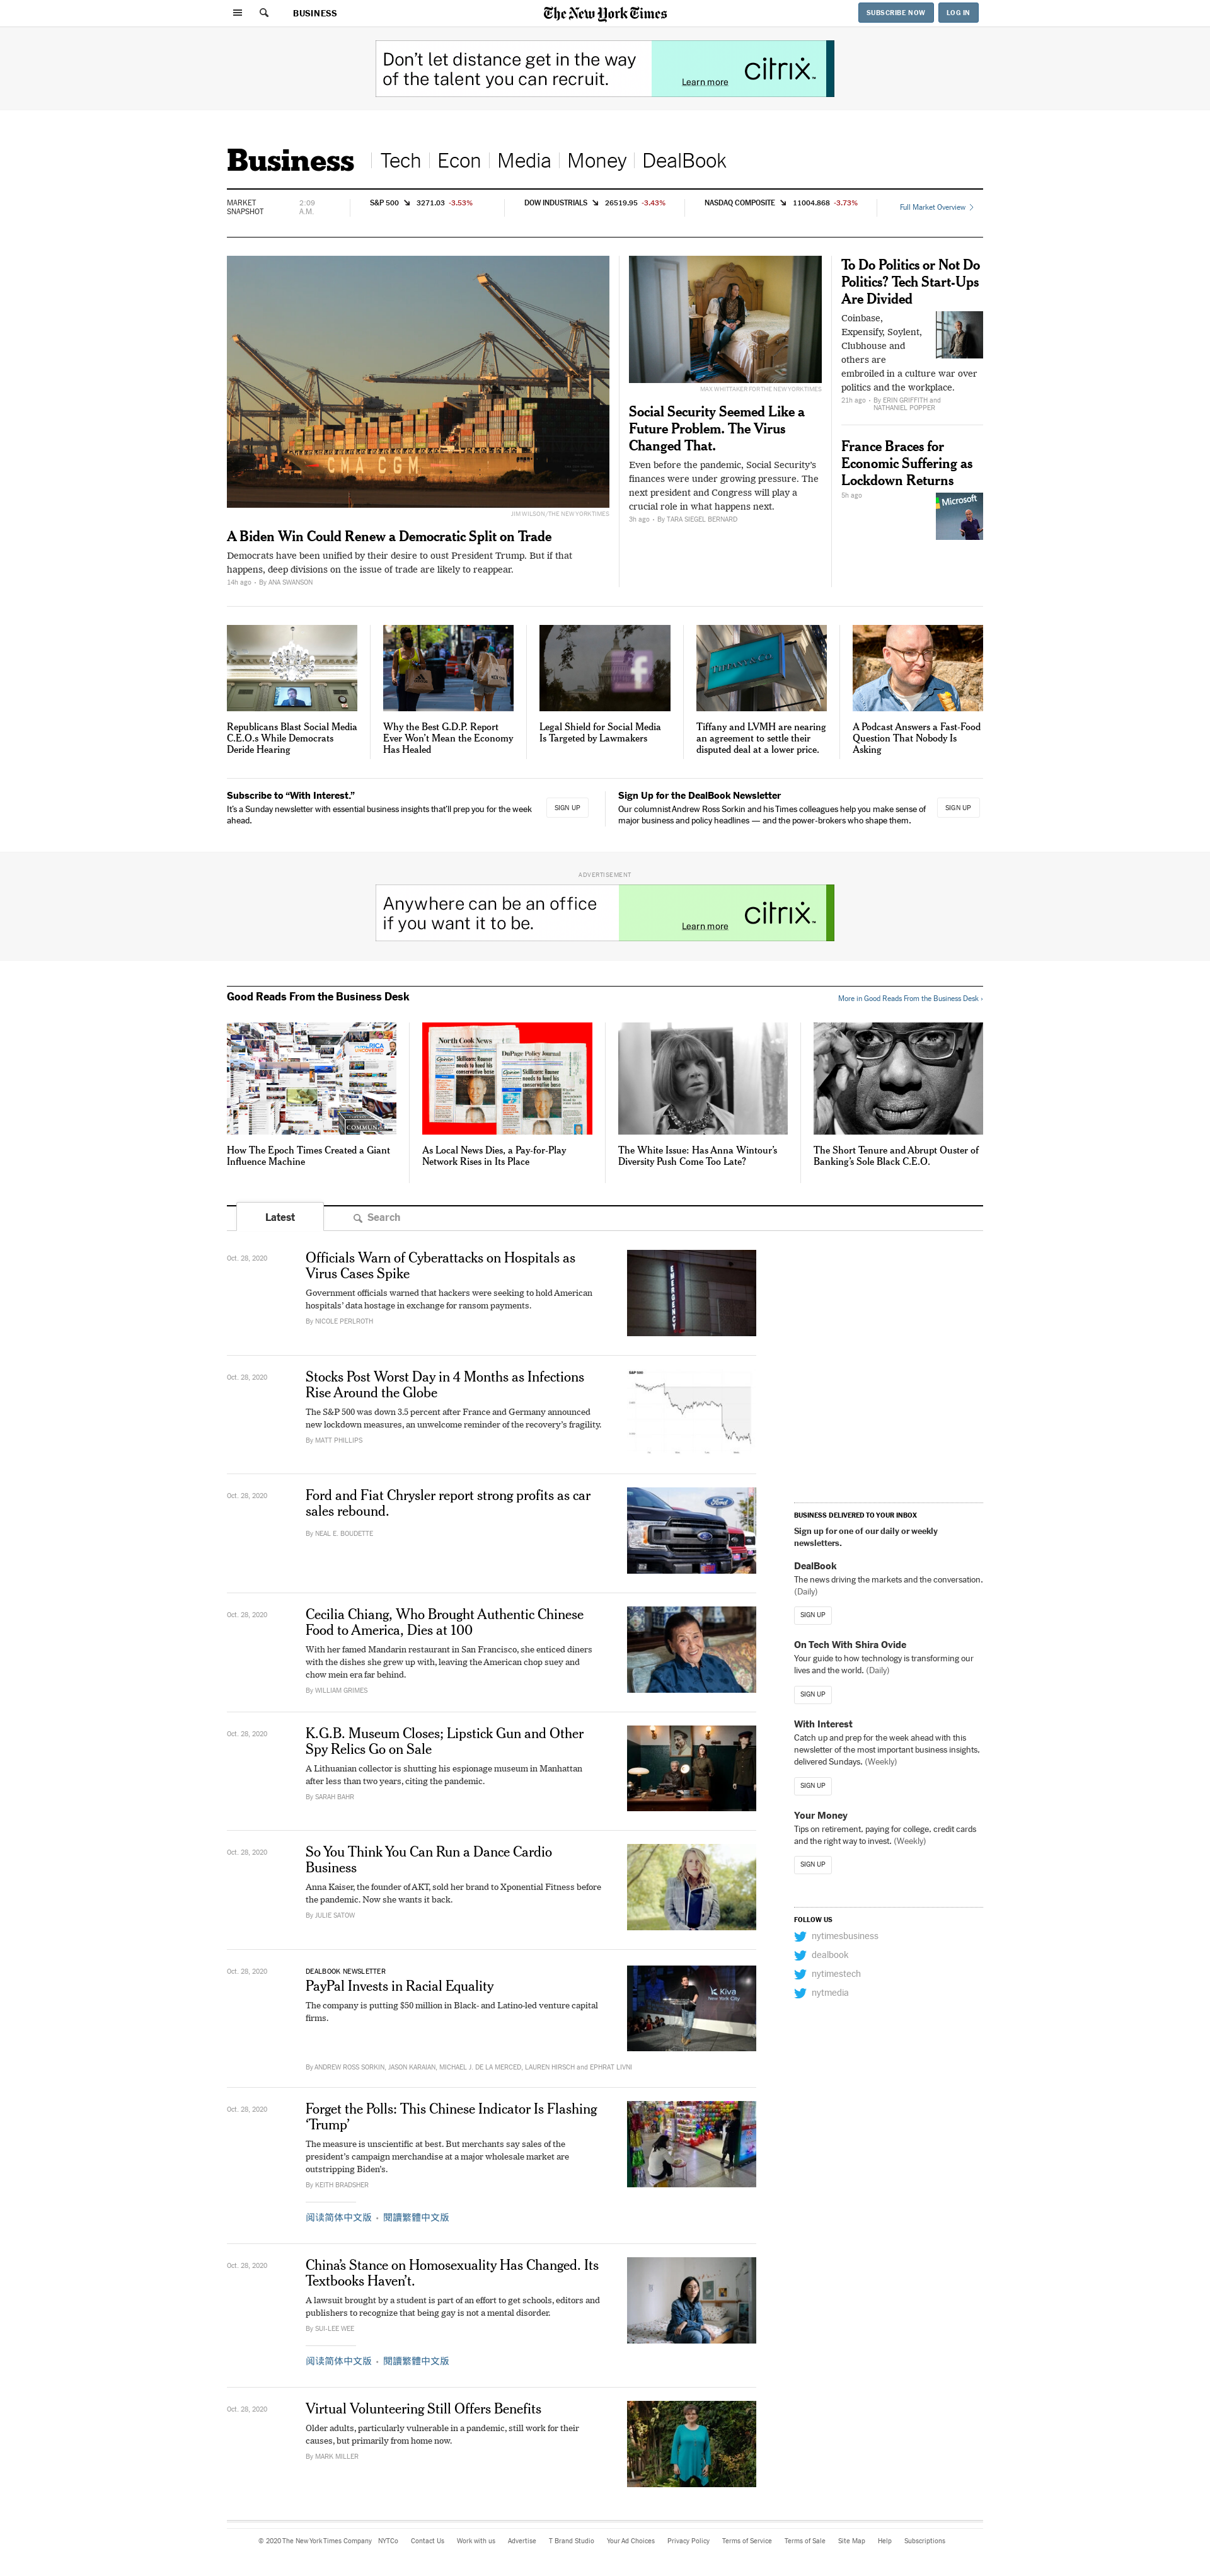 BUSINESS
The New York Times
SUBSCRIBE NOW
LOG IN
Don't let distance get in the way
of the talent you can recruit.
Learn more
citrix
Business
Tech
Econ
Media
Money
DealBook
MARKET
SNAPSHOT
2:09
A.M.
S&P 500 3271.03 -3.53%
DOW INDUSTRIALS 26519.95 -3.43%
NASDAQ COMPOSITE 11004.868 -3.73%
Full Market Overview
CMA CGM
JIM WILSON/THE NEW YORK TIMES
A Biden Win Could Renew a Democratic Split on Trade
Democrats have been unified by their desire to oust President Trump. But if that
happens, deep divisions on the issue of trade are likely to reappear.
14h ago • By ANA SWANSON
MAX WHITTAKER FOR THE NEW YORK TIMES
Social Security Seemed Like a
Future Problem. The Virus
Changed That.
Even before the pandemic, Social Security's
finances were under growing pressure. The
next president and Congress will play a
crucial role in what happens next.
3h ago • By TARA SIEGEL BERNARD
To Do Politics or Not Do
Politics? Tech Start-Ups
Are Divided
Coinbase,
Expensify, Soylent,
Clubhouse and
others are
embroiled in a culture war over
politics and the workplace.
21h ago • By ERIN GRIFFITH and
NATHANIEL POPPER
France Braces for
Economic Suffering as
Lockdown Returns
5h ago
Microsoft
TIFFANY & CO.
Republicans Blast Social Media
C.E.O.s While Democrats
Deride Hearing
Why the Best G.D.P. Report
Ever Won't Mean the Economy
Has Healed
Legal Shield for Social Media
Is Targeted by Lawmakers
Tiffany and LVMH are nearing
an agreement to settle their
disputed deal at a lower price.
A Podcast Answers a Fast-Food
Question That Nobody Is
Asking
Subscribe to “With Interest.”
It's a Sunday newsletter with essential business insights that'll prep you for the week
ahead.
SIGN UP
Sign Up for the DealBook Newsletter
Our columnist Andrew Ross Sorkin and his Times colleagues help you make sense of
major business and policy headlines — and the power-brokers who shape them.
SIGN UP
ADVERTISEMENT
Anywhere can be an office
if you want it to be.
Learn more
citrix
Good Reads From the Business Desk
More in Good Reads From the Business Desk ›
North Cook News
DuPage Policy Journal
How The Epoch Times Created a Giant
Influence Machine
As Local News Dies, a Pay-for-Play
Network Rises in Its Place
The White Issue: Has Anna Wintour's
Diversity Push Come Too Late?
The Short Tenure and Abrupt Ouster of
Banking's Sole Black C.E.O.
Latest
Search
Oct. 28, 2020
Officials Warn of Cyberattacks on Hospitals as
Virus Cases Spike
Government officials warned that hackers were seeking to hold American
hospitals' data hostage in exchange for ransom payments.
By NICOLE PERLROTH
EMERGENCY
Oct. 28, 2020
Stocks Post Worst Day in 4 Months as Infections
Rise Around the Globe
The S&P 500 was down 3.5 percent after France and Germany announced
new lockdown measures, an unwelcome reminder of the recovery's fragility.
By MATT PHILLIPS
S&P 500
Oct. 28, 2020
Ford and Fiat Chrysler report strong profits as car
sales rebound.
By NEAL E. BOUDETTE
Ford
Oct. 28, 2020
Cecilia Chiang, Who Brought Authentic Chinese
Food to America, Dies at 100
With her famed Mandarin restaurant in San Francisco, she enticed diners
with the dishes she grew up with, leaving the American chop suey and
chow mein era far behind.
By WILLIAM GRIMES
Oct. 28, 2020
K.G.B. Museum Closes; Lipstick Gun and Other
Spy Relics Go on Sale
A Lithuanian collector is shutting his espionage museum in Manhattan
after less than two years, citing the pandemic.
By SARAH BAHR
Oct. 28, 2020
So You Think You Can Run a Dance Cardio
Business
Anna Kaiser, the founder of AKT, sold her brand to Xponential Fitness before
the pandemic. Now she wants it back.
By JULIE SATOW
Oct. 28, 2020
DEALBOOK NEWSLETTER
PayPal Invests in Racial Equality
The company is putting $50 million in Black- and Latino-led venture capital
firms.
By ANDREW ROSS SORKIN, JASON KARAIAN, MICHAEL J. DE LA MERCED, LAUREN HIRSCH and EPHRAT LIVNI
Kiva
New York City
Oct. 28, 2020
Forget the Polls: This Chinese Indicator Is Flashing
‘Trump’
The measure is unscientific at best. But merchants say sales of the
president's campaign merchandise at a major wholesale market are
outstripping Biden's.
By KEITH BRADSHER
阅读简体中文版 • 閱讀繁體中文版
Oct. 28, 2020
China's Stance on Homosexuality Has Changed. Its
Textbooks Haven't.
A lawsuit brought by a student is part of an effort to get schools, editors and
publishers to recognize that being gay is not a mental disorder.
By SUI-LEE WEE
阅读简体中文版 • 閱讀繁體中文版
Oct. 28, 2020
Virtual Volunteering Still Offers Benefits
Older adults, particularly vulnerable in a pandemic, still work for their
causes, but primarily from home now.
By MARK MILLER
BUSINESS DELIVERED TO YOUR INBOX
Sign up for one of our daily or weekly
newsletters.
DealBook
The news driving the markets and the conversation.
(Daily)
SIGN UP
On Tech With Shira Ovide
Your guide to how technology is transforming our
lives and the world. (Daily)
SIGN UP
With Interest
Catch up and prep for the week ahead with this
newsletter of the most important business insights,
delivered Sundays. (Weekly)
SIGN UP
Your Money
Tips on retirement, paying for college, credit cards
and the right way to invest. (Weekly)
SIGN UP
FOLLOW US
nytimesbusiness
dealbook
nytimestech
nytmedia
© 2020 The New York Times Company NYTCo Contact Us Work with us Advertise T Brand Studio Your Ad Choices Privacy Policy Terms of Service Terms of Sale Site Map Help Subscriptions